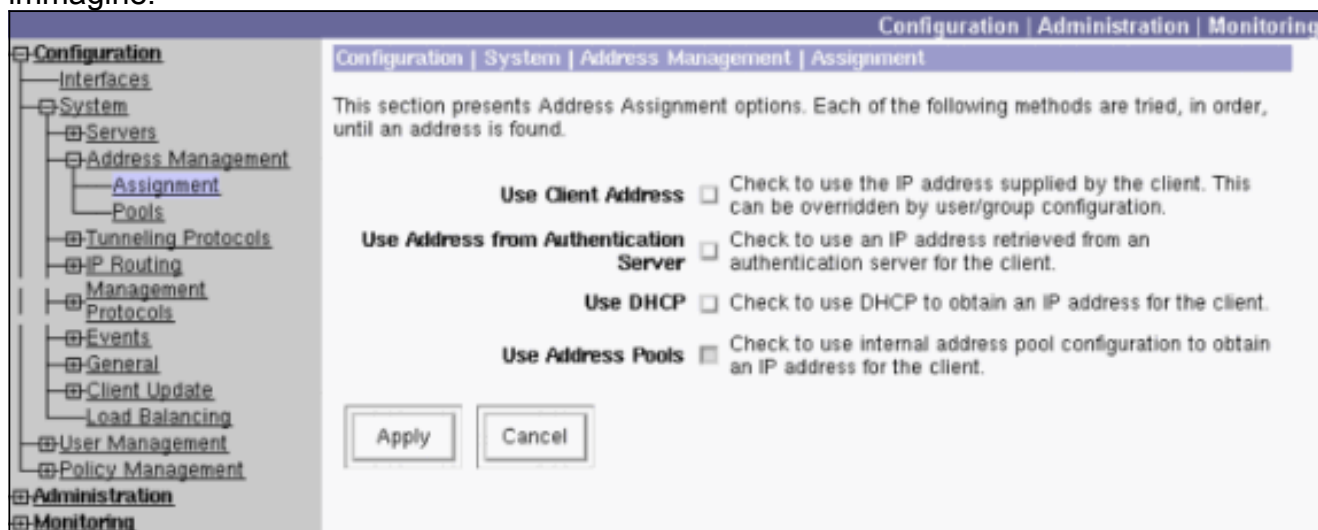 immagine.
Configuration | Administration | Monitoring
Configuration
Interfaces
System
Servers
Address Management
Assignment
Pools
Tunneling Protocols
IP Routing
Management
Protocols
Events
General
Client Update
Load Balancing
User Management
Policy Management
Administration
Monitoring
Configuration | System | Address Management | Assignment
This section presents Address Assignment options. Each of the following methods are tried, in order,
until an address is found.
Use Client Address Check to use the IP address supplied by the client. This
can be overridden by user/group configuration.
Use Address from Authentication
Server Check to use an IP address retrieved from an
authentication server for the client.
Use DHCP Check to use DHCP to obtain an IP address for the client.
Use Address Pools Check to use internal address pool configuration to obtain
an IP address for the client.
Apply Cancel